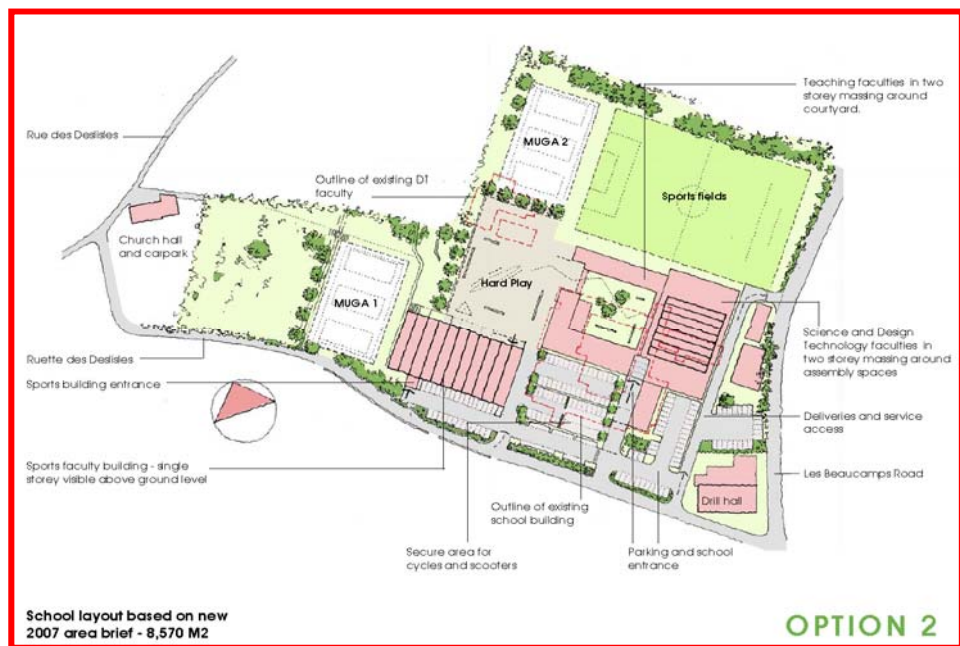 Teaching faculties in two
storey massing around
courtyard.
Rue des Deslisles
MUGA 2
Outline of existing DT
faculty
Sports fields
Church hall
and carpark
Hard Play
MUGA 1
Science and Design
Technology faculties in
two storey massing around
assembly spaces
Ruette des Deslisles
Sports building entrance
Deliveries and service
access
Sports faculty building - single
storey visible above ground level
Les Beaucamps Road
Drill hall
Outline of existing
school building
Secure area for
cycles and scooters
Parking and school
entrance
School layout based on new
2007 area brief - 8,570 M2
OPTION 2